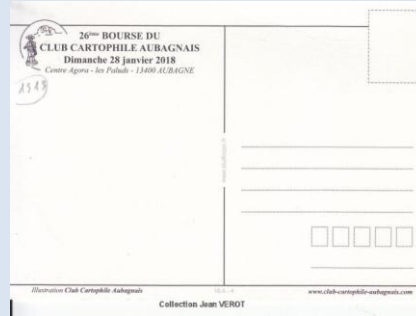 26ème BOURSE DU
CLUB CARTOPHILE AUBAGNAIS
Dimanche 28 janvier 2018
Centre Agora - les Paluds - 13400 AUBAGNE
Illustration Club Cartophile Aubagnais
www.club-cartophile-aubagnais.com
Collection Jean VEROT